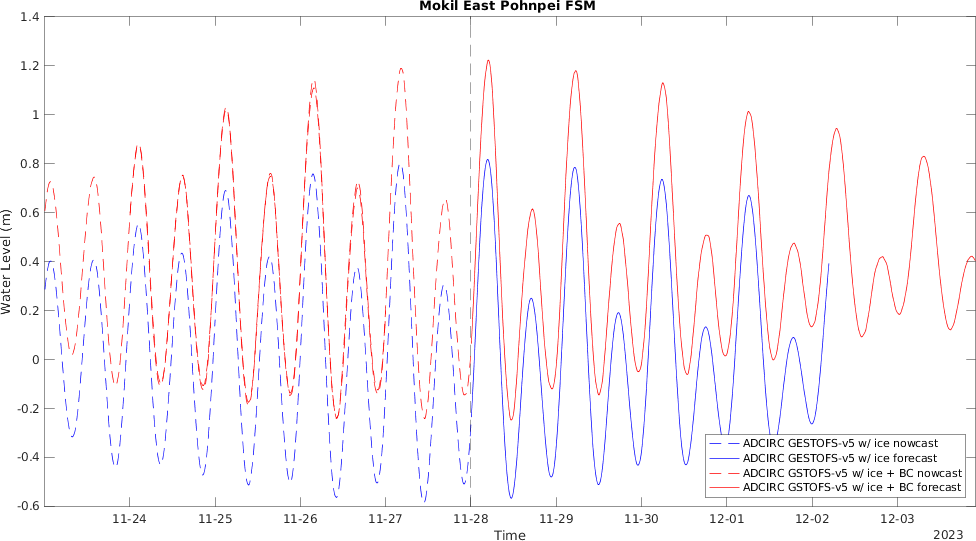 Mokil East Pohnpei FSM
1.4
1.2
1
0.8
0.6
0.4
0.2
0
-0.2
-0.4
-0.6
Water Level (m)
11-24 11-25 11-26 11-27 11-28 11-29 11-30 12-01 12-02 12-03
Time
2023
ADCIRC GESTOFS-v5 w/ ice nowcast
ADCIRC GESTOFS-v5 w/ ice forecast
ADCIRC GSTOFS-v5 w/ ice + BC nowcast
ADCIRC GSTOFS-v5 w/ ice + BC forecast